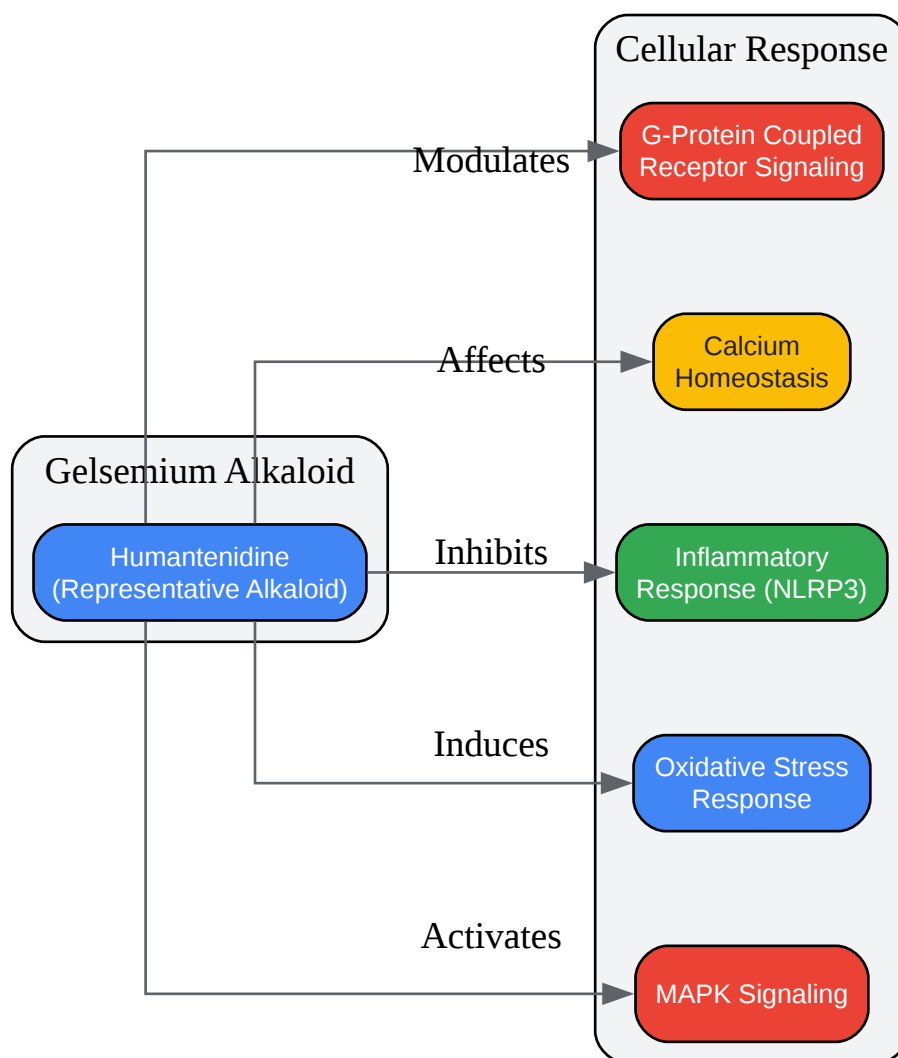 Cellular Response
G-Protein Coupled
Receptor Signaling
Modulates
Calcium
Homeostasis
Affects
Gelsemium Alkaloid
Humantenidine
(Representative Alkaloid)
Inhibits
Inflammatory
Response (NLRP3)
Induces
Oxidative Stress
Response
Activates
MAPK Signaling